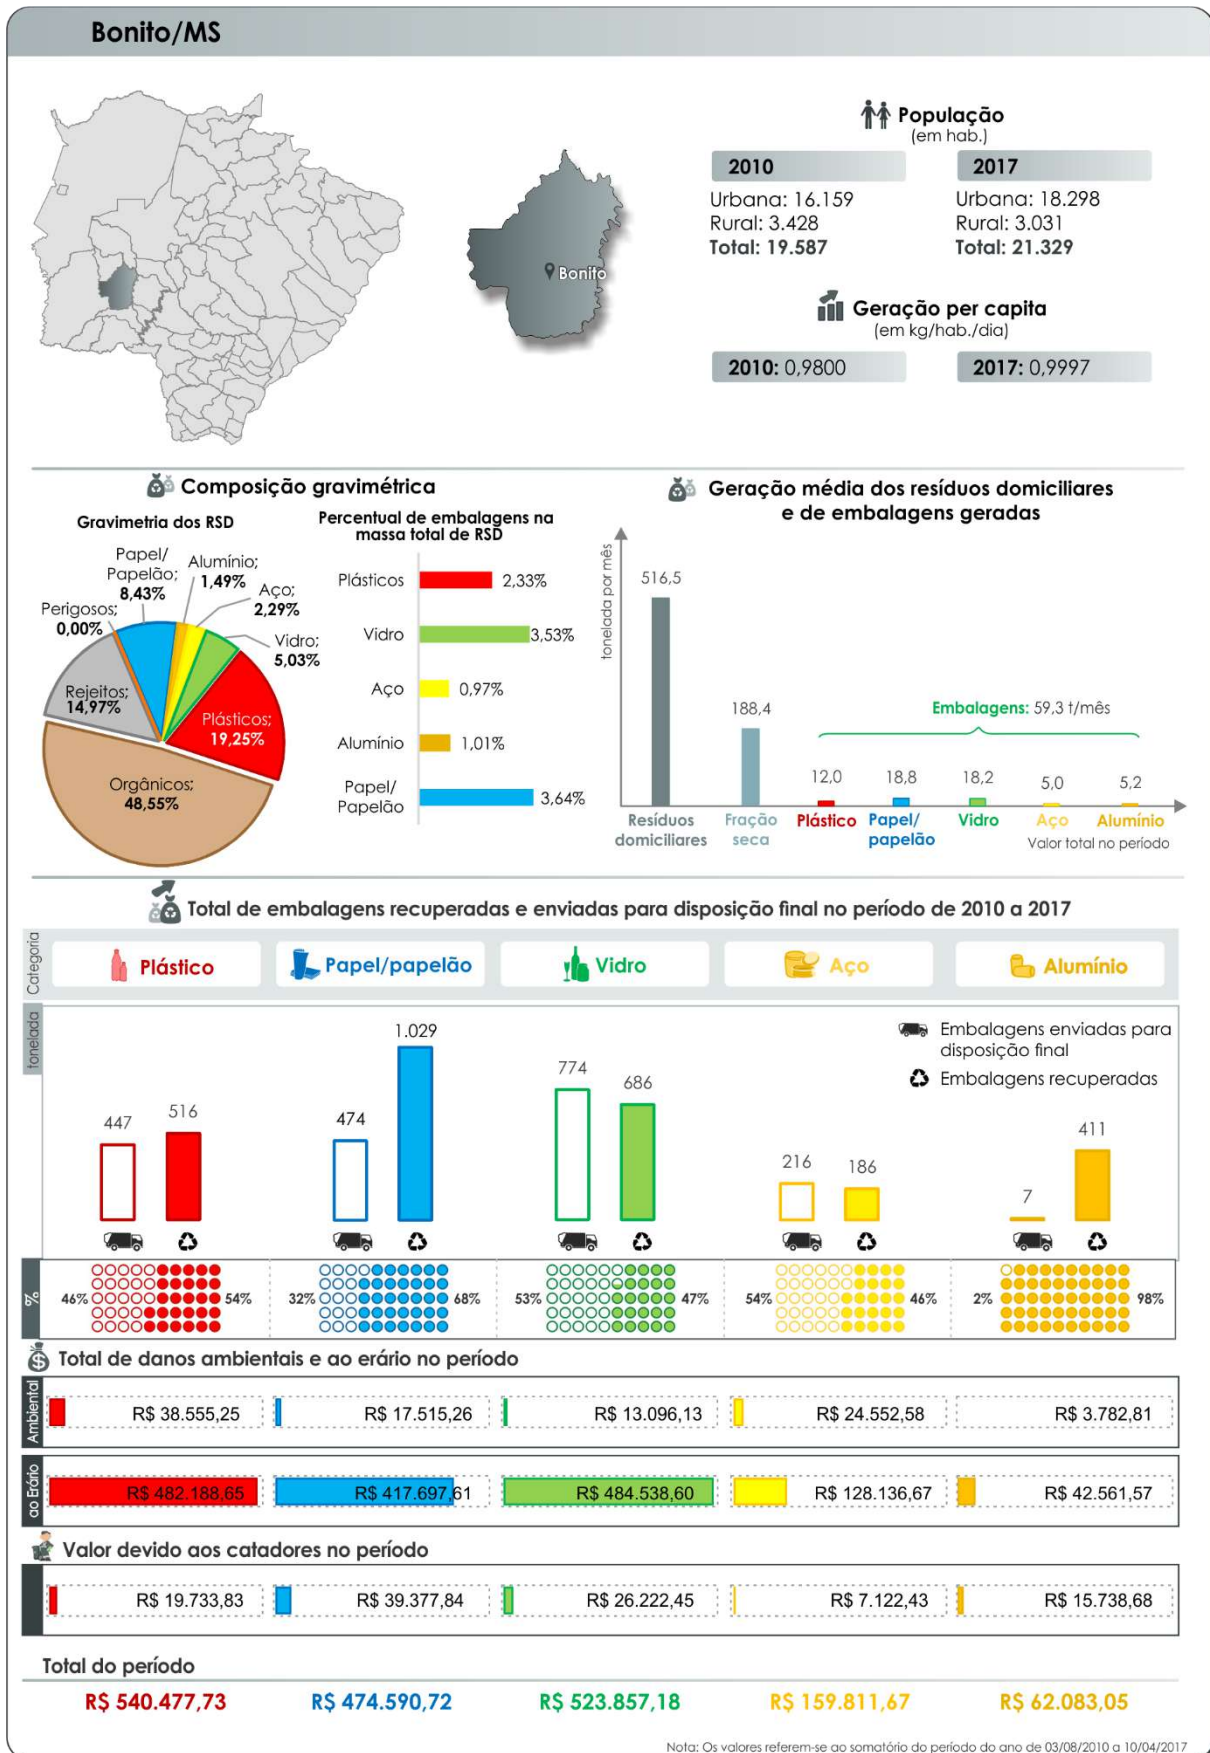 Bonito/MS
População
(em hab.)
2010
2017
Urbana: 16.159
Rural: 3.428
Total: 19.587
Urbana: 18.298
Rural: 3.031
Total: 21.329
Bonito
Geração per capita
(em kg/hab./dia)
2010: 0,9800
2017: 0,9997
Composição gravimétrica
Gravimetria dos RSD
Papel/
Papelão;
8,43%
Alumínio;
1,49%
Aço;
2,29%
Perigosos;
0,00%
Vidro;
5,03%
Rejeitos;
14,97%
Plásticos;
19,25%
Orgânicos;
48,55%
Percentual de embalagens na
massa total de RSD
Plásticos
2,33%
Vidro
3,53%
Aço
0,97%
Alumínio
1,01%
Papel/
Papelão
3,64%
Geração média dos resíduos domiciliares
e de embalagens geradas
tonelada por mês
516,5
188,4
Embalagens: 59,3 t/mês
12,0
18,8
18,2
5,0
5,2
Resíduos
domiciliares
Fração
seca
Plástico
Papel/
papelão
Vidro
Aço
Alumínio
Valor total no período
Total de embalagens recuperadas e enviadas para disposição final no período de 2010 a 2017
Categoria
Plástico
Papel/papelão
Vidro
Aço
Alumínio
tonelada
447
516
474
1.029
774
686
216
186
7
411
Embalagens enviadas para
disposição final
Embalagens recuperadas
%
46%
54%
32%
68%
53%
47%
54%
46%
2%
98%
Total de danos ambientais e ao erário no período
Ambiental
R$ 38.555,25
R$ 17.515,26
R$ 13.096,13
R$ 24.552,58
R$ 3.782,81
ao Erário
R$ 482.188,65
R$ 417.697,61
R$ 484.538,60
R$ 128.136,67
R$ 42.561,57
Valor devido aos catadores no período
R$ 19.733,83
R$ 39.377,84
R$ 26.222,45
R$ 7.122,43
R$ 15.738,68
Total do período
R$ 540.477,73
R$ 474.590,72
R$ 523.857,18
R$ 159.811,67
R$ 62.083,05
Nota: Os valores referem-se ao somatório do período do ano de 03/08/2010 a 10/04/2017